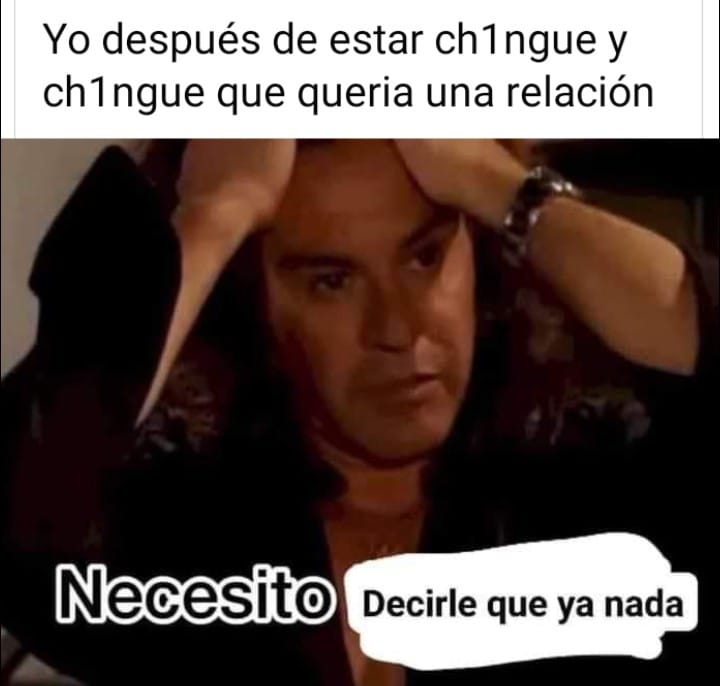 Yo después de estar ch1ngue y
ch1ngue que queria una relación
Necesito Decirle que ya nada